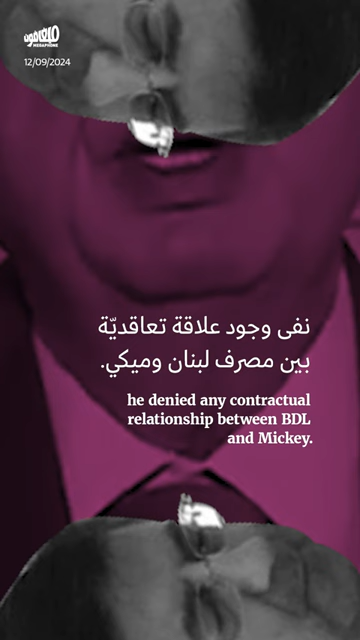 ميغافون
MEGAPHONE
12/09/2024
نفى وجود علاقة تعاقديّة
بين مصرف لبنان وميكي.
he denied any contractual
relationship between BDL
and Mickey.